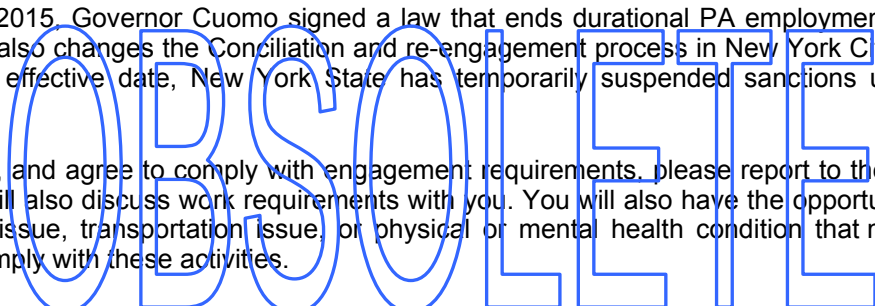 2015, Governor Cuomo signed a law that ends durational PA employmen
also changes the Conciliation and re-engagement process in New York Ci
effective date, New York State has temporarily suspended sanctions u
, and agree to comply with engagement requirements. please report to the
ll also discuss work requirements with you. You will also have the opportu
issue, transportation issue, or physical or mental health condition that
mply with these activities.
OBSOLETE